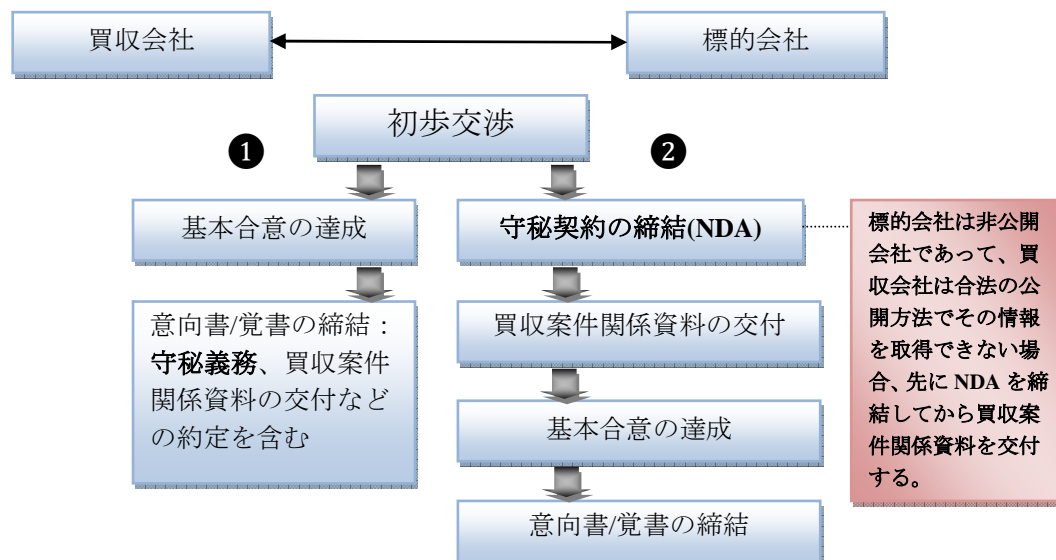 買収会社
標的会社
初歩交渉
❶
❷
基本合意の達成
意向書/覚書の締結：
守秘義務、買収案件
関係資料の交付など
の約定を含む
守秘契約の締結(NDA)
買収案件関係資料の交付
基本合意の達成
意向書/覚書の締結
標的会社は非公開
会社であって、買
収会社は合法の公
開方法でその情報
を取得できない場
合、先に NDA を締
結してから買収案
件関係資料を交付
する。